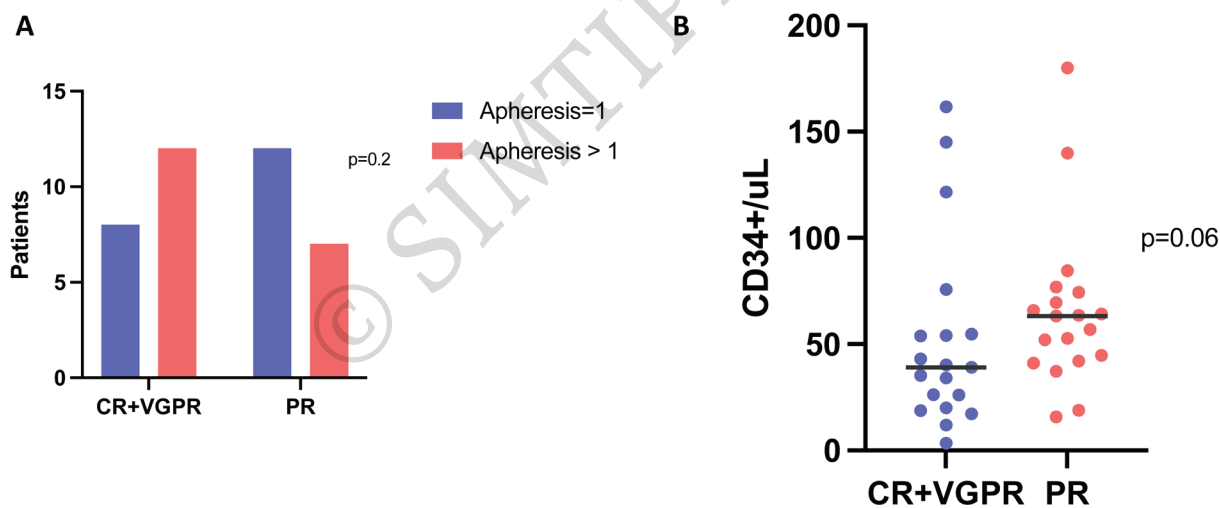 A
15
10
5
0
Patients
CR+VGPR
PR
Apheresis=1
Apheresis > 1
p=0.2
© SIMTIP
B
200
150
100
50
0
CD34+/uL
CR+VGPR
PR
p=0.06